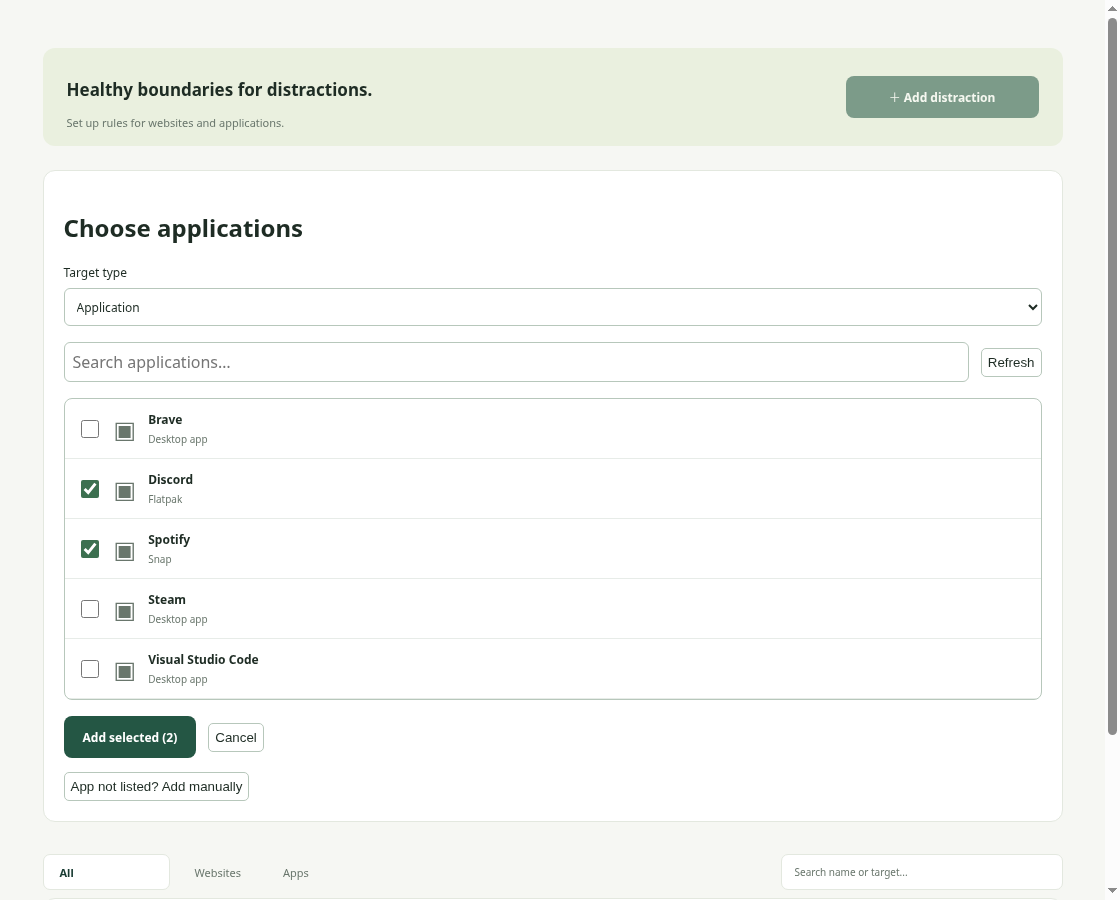 Healthy boundaries for distractions.
Set up rules for websites and applications.
+ Add distraction
Choose applications
Target type
Application
Search applications...
Refresh
Brave
Desktop app
Discord
Flatpak
Spotify
Snap
Steam
Desktop app
Visual Studio Code
Desktop app
Add selected (2)
Cancel
App not listed? Add manually
All
Websites
Apps
Search name or target...